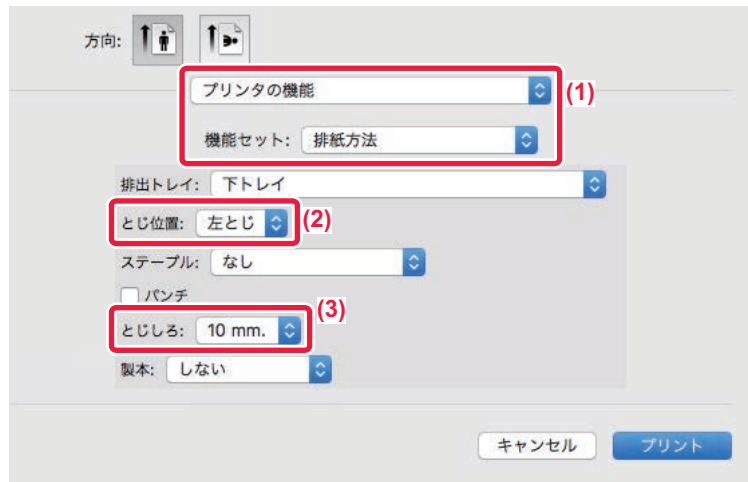 方向:
プリンタの機能 (1)
機能セット: 排紙方法
排出トレイ: 下トレイ
とじ位置: 左とじ (2)
ステープル: なし
パンチ
(3)
とじしろ: 10 mm.
製本: しない
キャンセル プリント